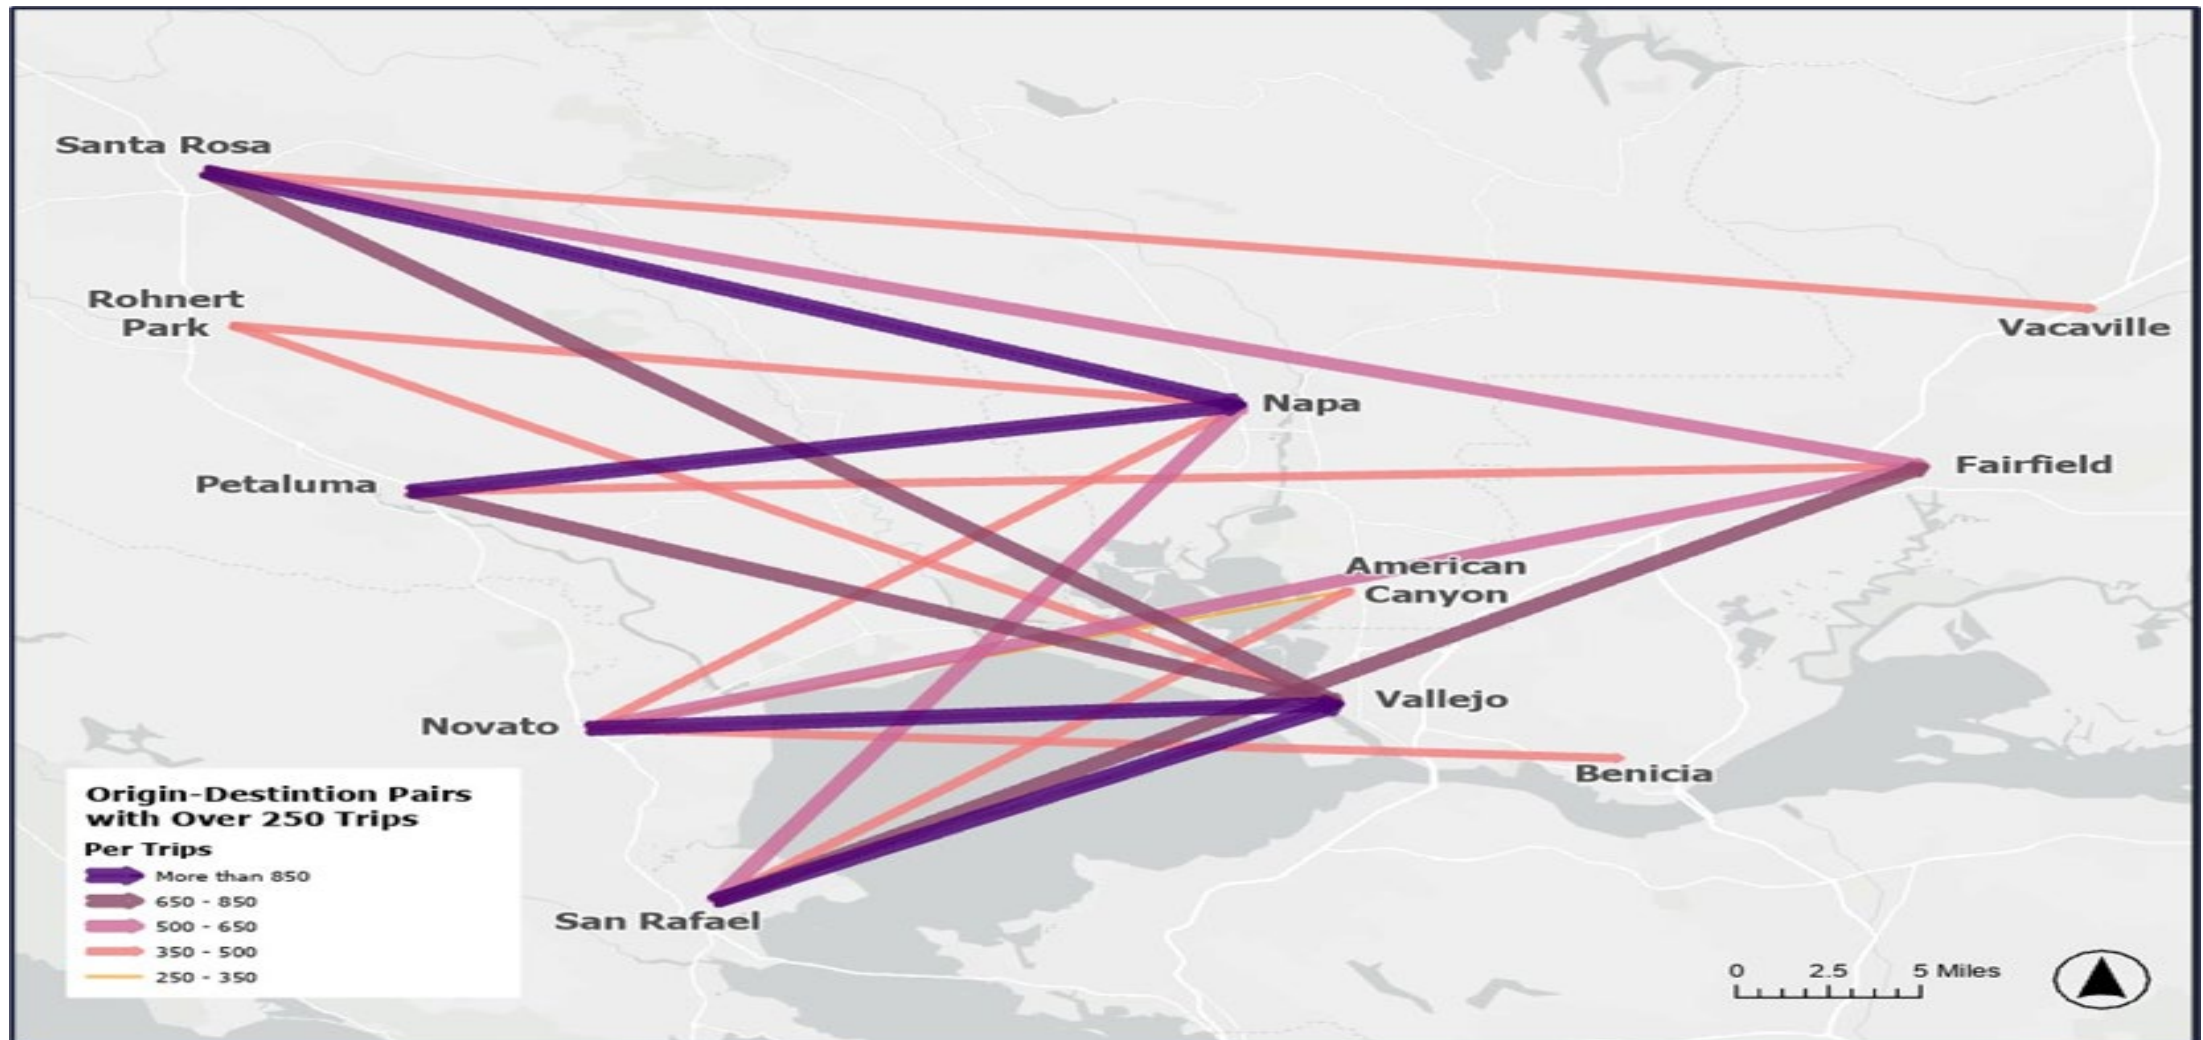 Santa Rosa
Rohnert
Park
Vacaville
Napa
Petaluma
Fairfield
American
Canyon
Vallejo
Novato
Benicia
San Rafael
Origin-Destintion Pairs
with Over 250 Trips
Per Trips
More than 850
650 - 850
500 - 650
350 - 500
250 - 350
0 2.5 5 Miles